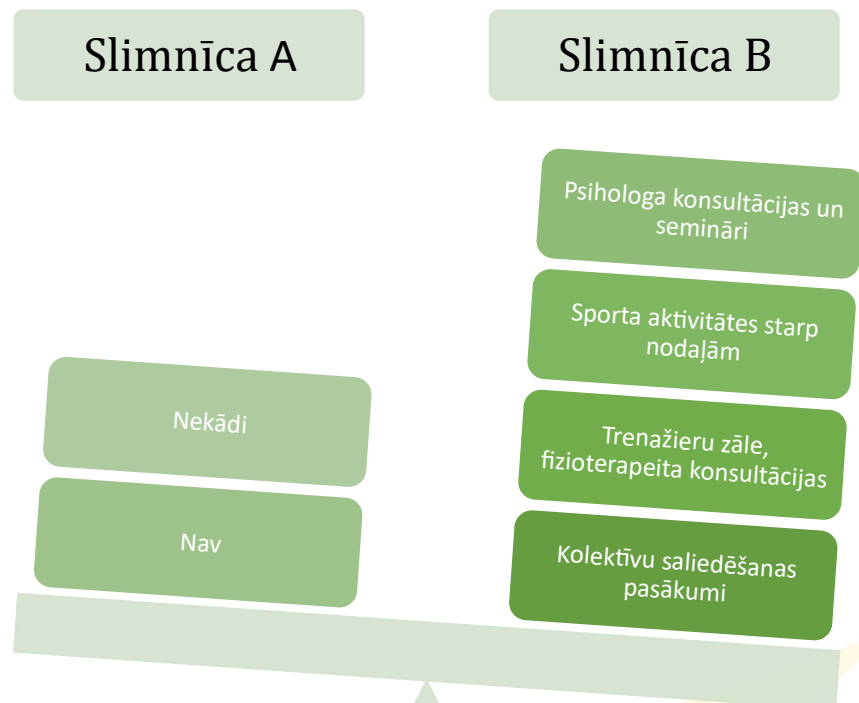 Slimnīca A
Slimnīca B
Psihologa konsultācijas un
semināri
Sporta aktivitātes starp
nodaļām
Nekādi
Trenažieru zāle,
fizioterapeita konsultācijas
Nav
Kolektīvu saliedēšanas
pasākumi